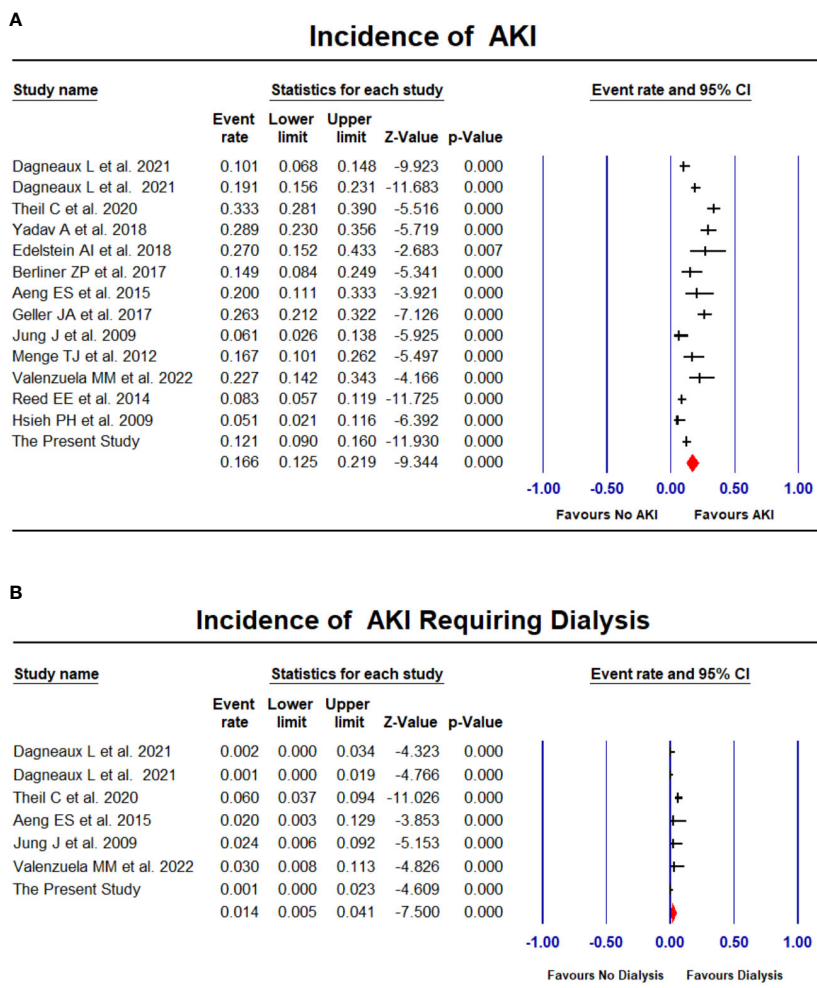 A
Incidence of AKI
Study name Statistics for each study Event rate and 95% CI
Event Lower Upper
rate limit limit Z-Value p-Value
Dagneaux L et al. 2021 0.101 0.068 0.148 -9.923 0.000
Dagneaux L et al. 2021 0.191 0.156 0.231 -11.683 0.000
Theil C et al. 2020 0.333 0.281 0.390 -5.516 0.000
Yadav A et al. 2018 0.289 0.230 0.356 -5.719 0.000
Edelstein AI et al. 2018 0.270 0.152 0.433 -2.683 0.007
Berliner ZP et al. 2017 0.149 0.084 0.249 -5.341 0.000
Aeng ES et al. 2015 0.200 0.111 0.333 -3.921 0.000
Geller JA et al. 2017 0.263 0.212 0.322 -7.126 0.000
Jung J et al. 2009 0.061 0.026 0.138 -5.925 0.000
Menge TJ et al. 2012 0.167 0.101 0.262 -5.497 0.000
Valenzuela MM et al. 2022 0.227 0.142 0.343 -4.166 0.000
Reed EE et al. 2014 0.083 0.057 0.119 -11.725 0.000
Hsieh PH et al. 2009 0.051 0.021 0.116 -6.392 0.000
The Present Study 0.121 0.090 0.160 -11.930 0.000
0.166 0.125 0.219 -9.344 0.000
-1.00 -0.50 0.00 0.50 1.00
Favours No AKI Favours AKI
B
Incidence of AKI Requiring Dialysis
Study name Statistics for each study Event rate and 95% CI
Event Lower Upper
rate limit limit Z-Value p-Value
Dagneaux L et al. 2021 0.002 0.000 0.034 -4.323 0.000
Dagneaux L et al. 2021 0.001 0.000 0.019 -4.766 0.000
Theil C et al. 2020 0.060 0.037 0.094 -11.026 0.000
Aeng ES et al. 2015 0.020 0.003 0.129 -3.853 0.000
Jung J et al. 2009 0.024 0.006 0.092 -5.153 0.000
Valenzuela MM et al. 2022 0.030 0.008 0.113 -4.826 0.000
The Present Study 0.001 0.000 0.023 -4.609 0.000
0.014 0.005 0.041 -7.500 0.000
-1.00 -0.50 0.00 0.50 1.00
Favours No Dialysis Favours Dialysis